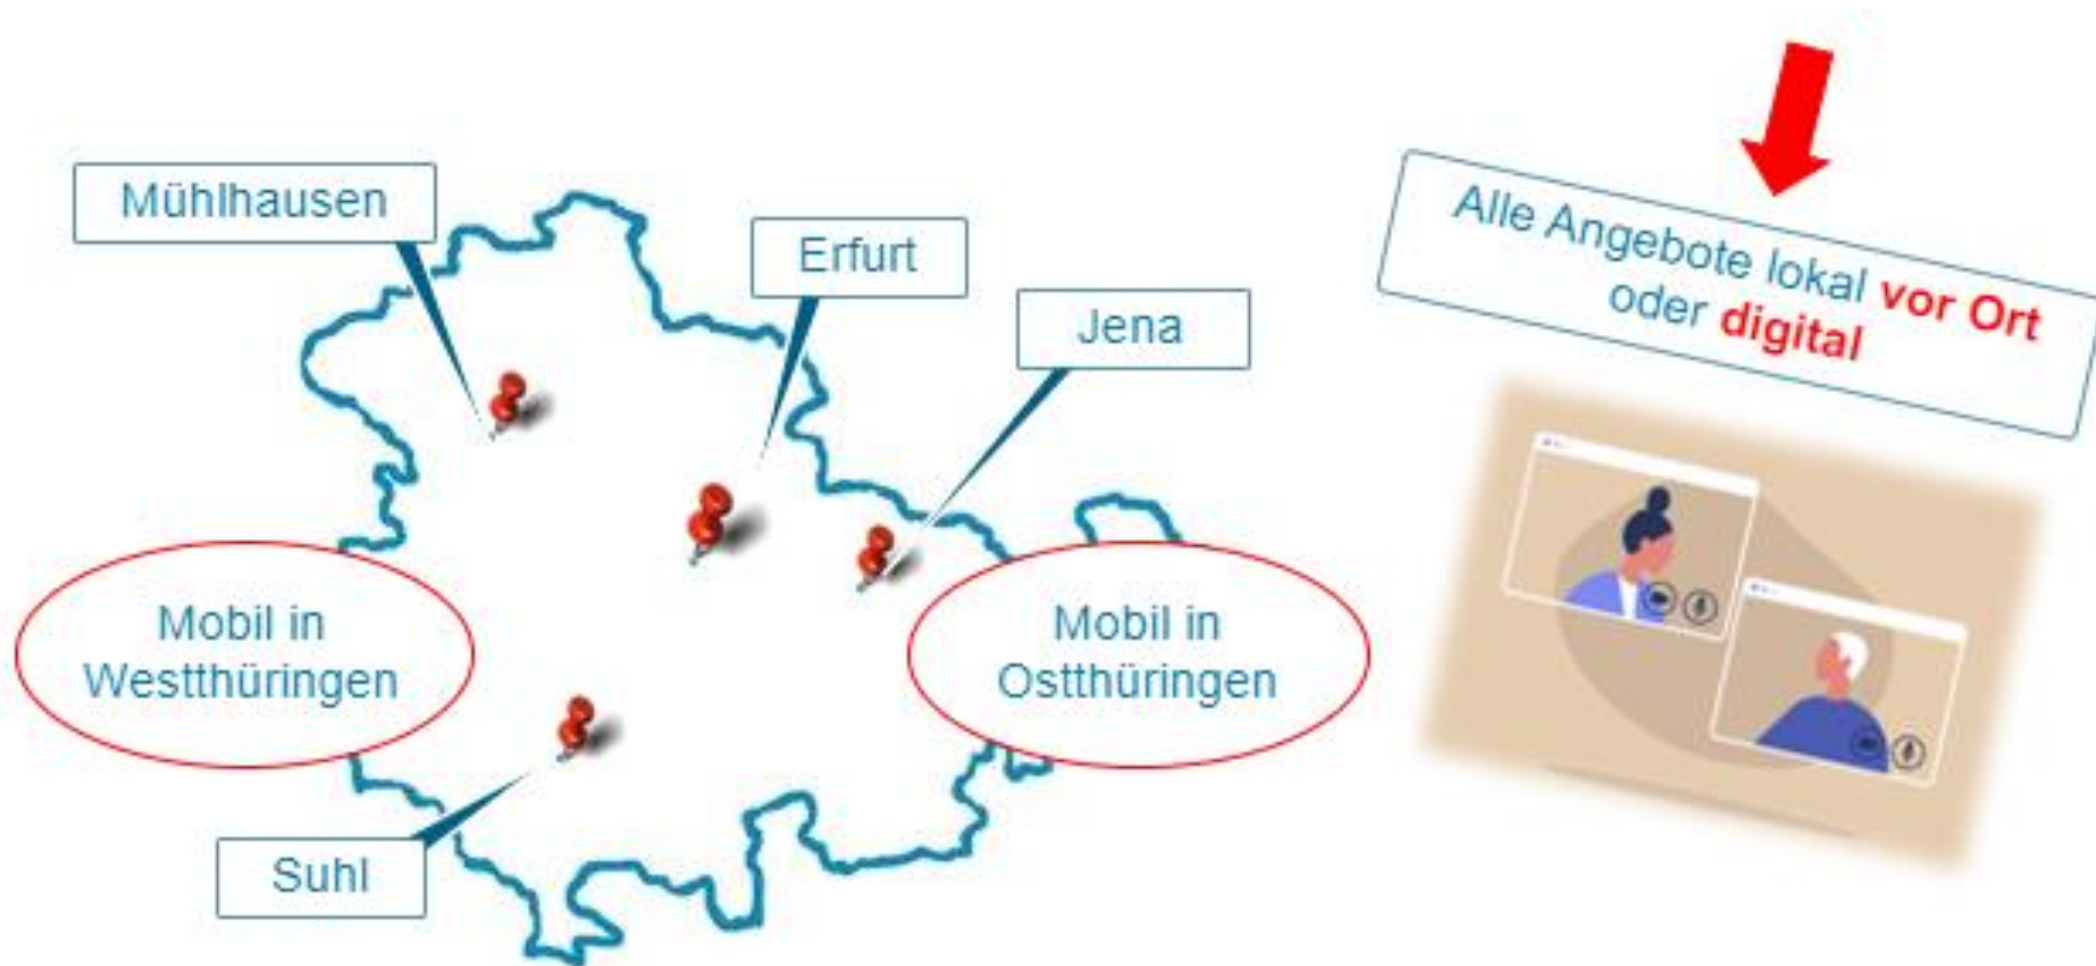 Mühlhausen
Erfurt
Jena
Mobil in
Westthüringen
Mobil in
Ostthüringen
Suhl
Alle Angebote lokal vor Ort
oder digital